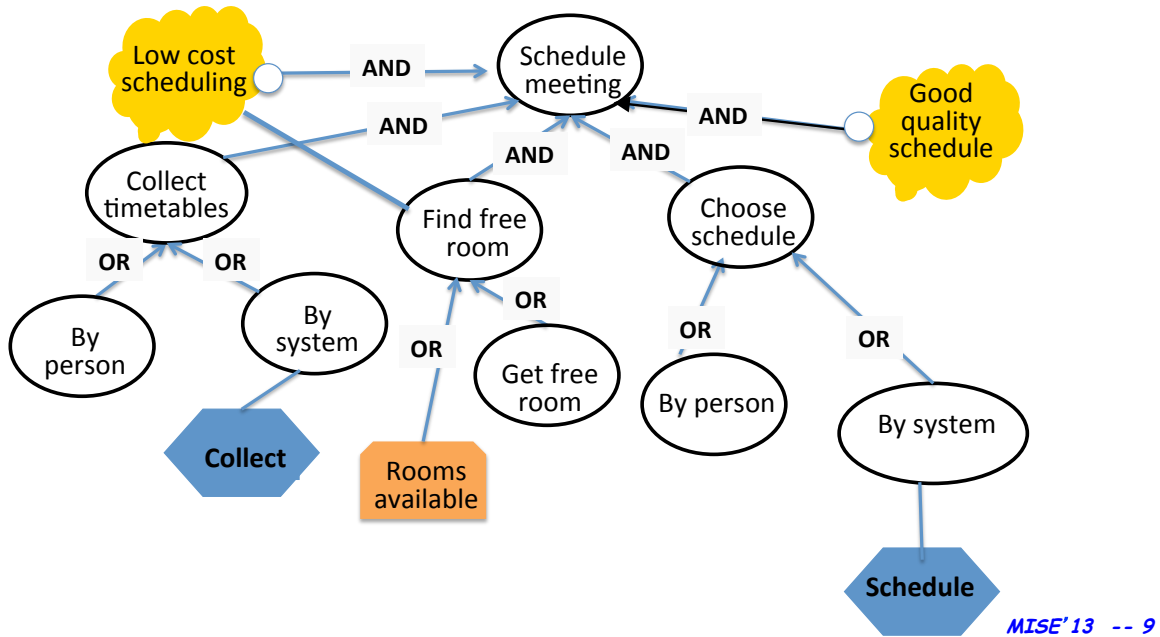 Low cost
scheduling
AND
Schedule
meeting
Good
quality
schedule
AND
AND
AND
AND
Collect
timetables
Find free
room
Choose
schedule
OR
OR
By
person
By
system
OR
OR
Get free
room
OR
By person
OR
By system
Collect
Rooms
available
Schedule
MISE'13 -- 9